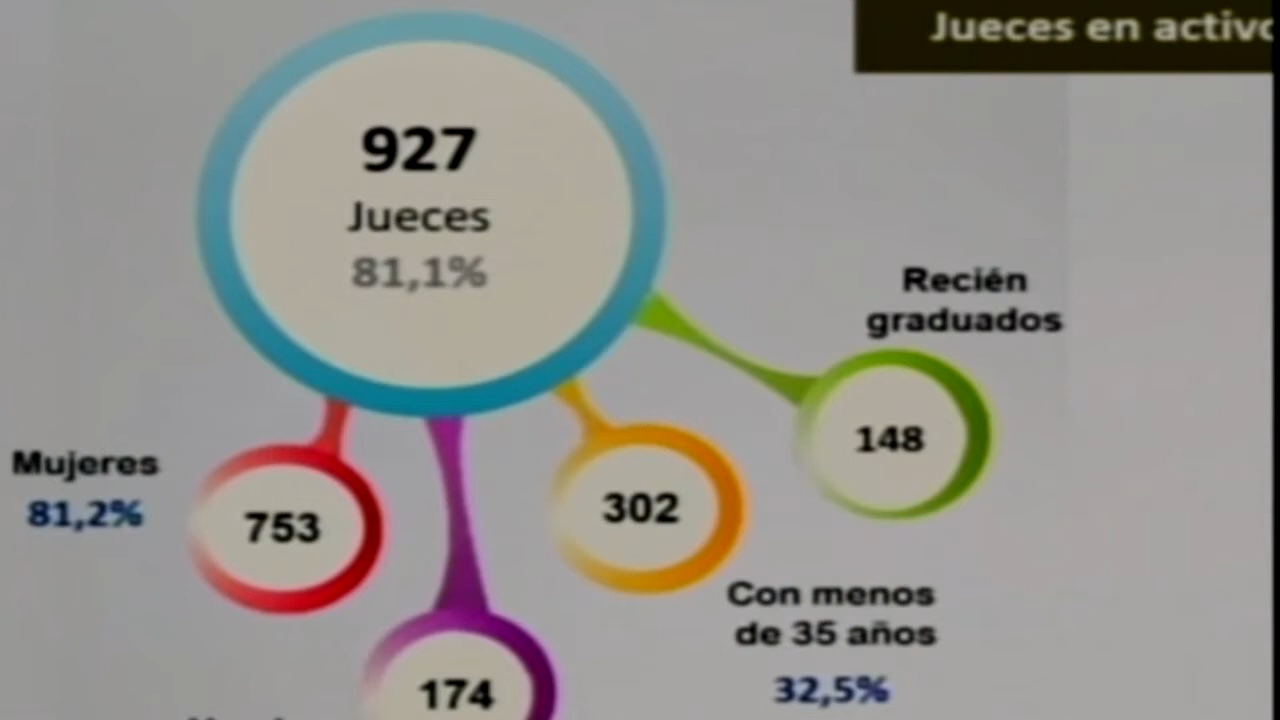 Jueces en activo
927
Jueces
81,1%
Recién
graduados
148
Mujeres
81,2%
753
302
Con menos
de 35 años
32,5%
174